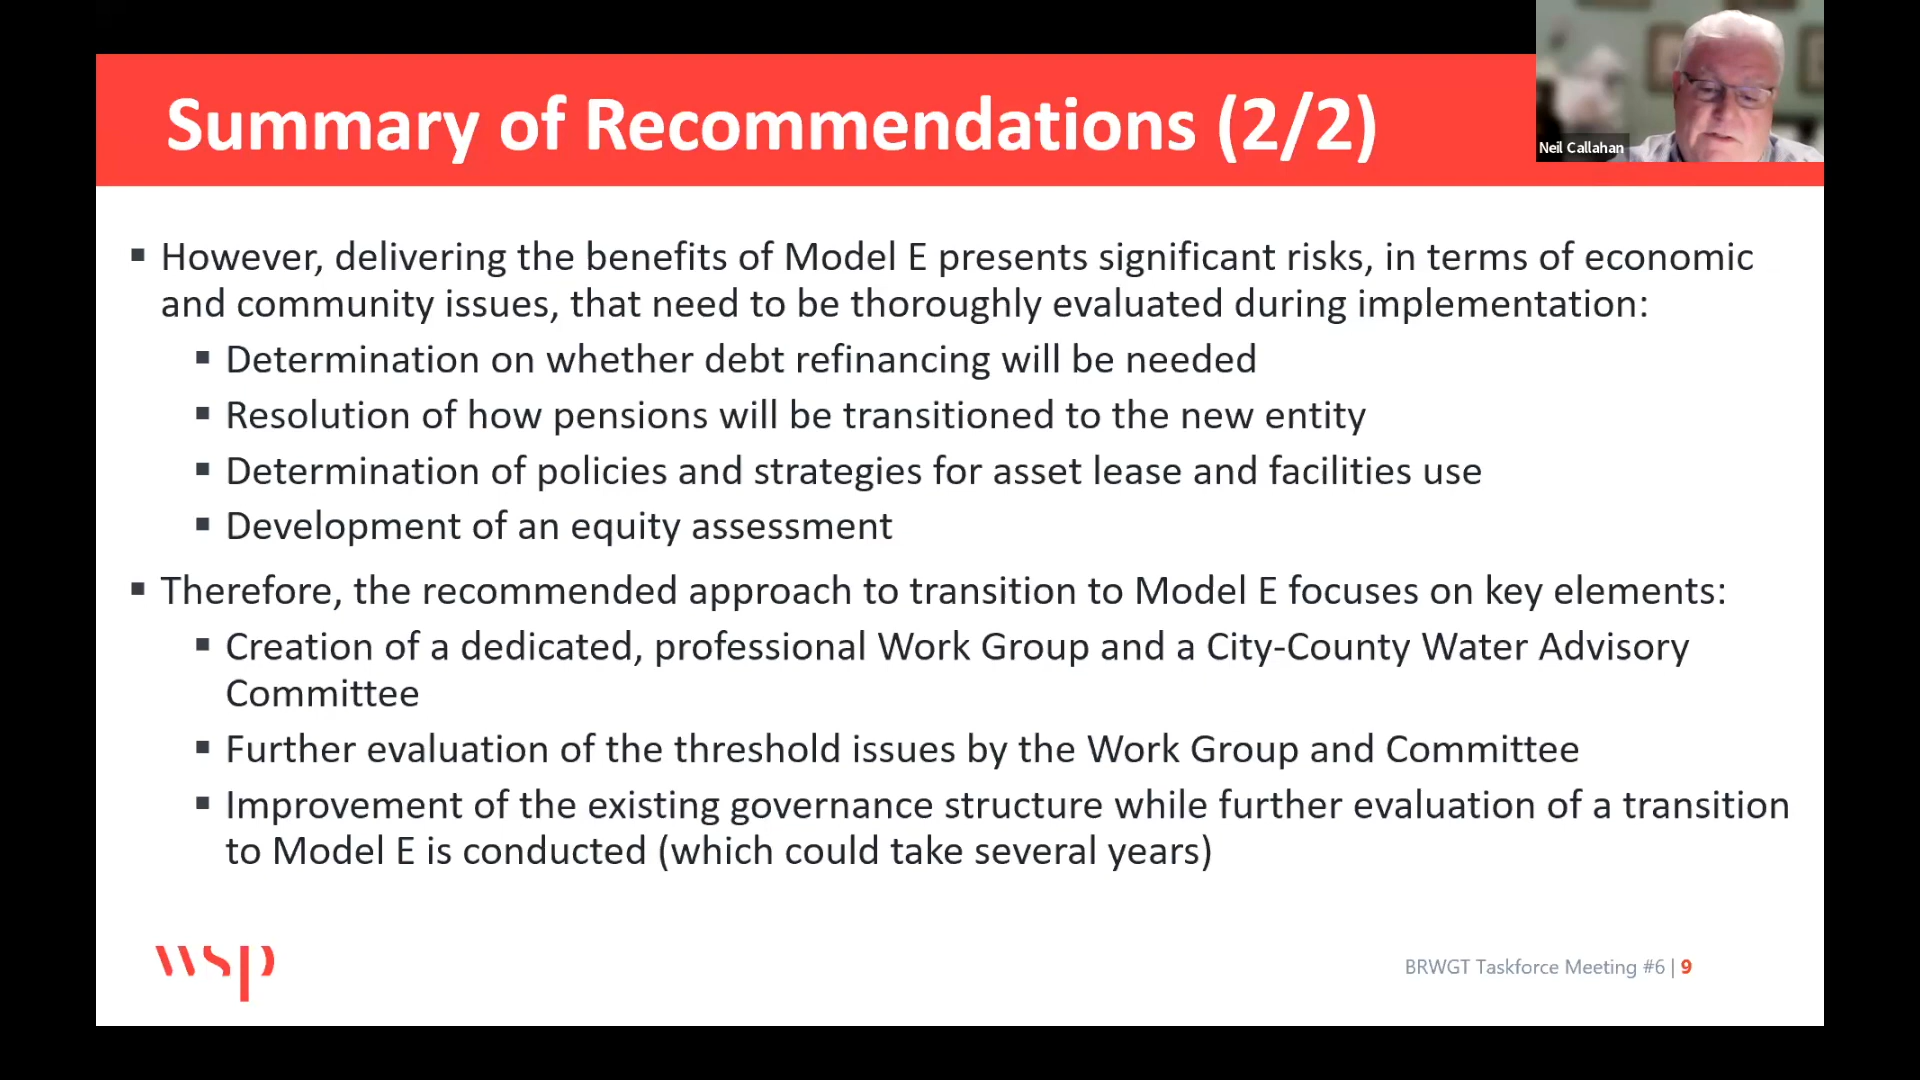 Summary of Recommendations (2/2)
Neil Callahan
▪ However, delivering the benefits of Model E presents significant risks, in terms of economic
and community issues, that need to be thoroughly evaluated during implementation:
▪ Determination on whether debt refinancing will be needed
▪ Resolution of how pensions will be transitioned to the new entity
▪ Determination of policies and strategies for asset lease and facilities use
▪ Development of an equity assessment
▪ Therefore, the recommended approach to transition to Model E focuses on key elements:
▪ Creation of a dedicated, professional Work Group and a City-County Water Advisory
Committee
▪ Further evaluation of the threshold issues by the Work Group and Committee
▪ Improvement of the existing governance structure while further evaluation of a transition
to Model E is conducted (which could take several years)
wsp
BRWGT Taskforce Meeting #6 | 9